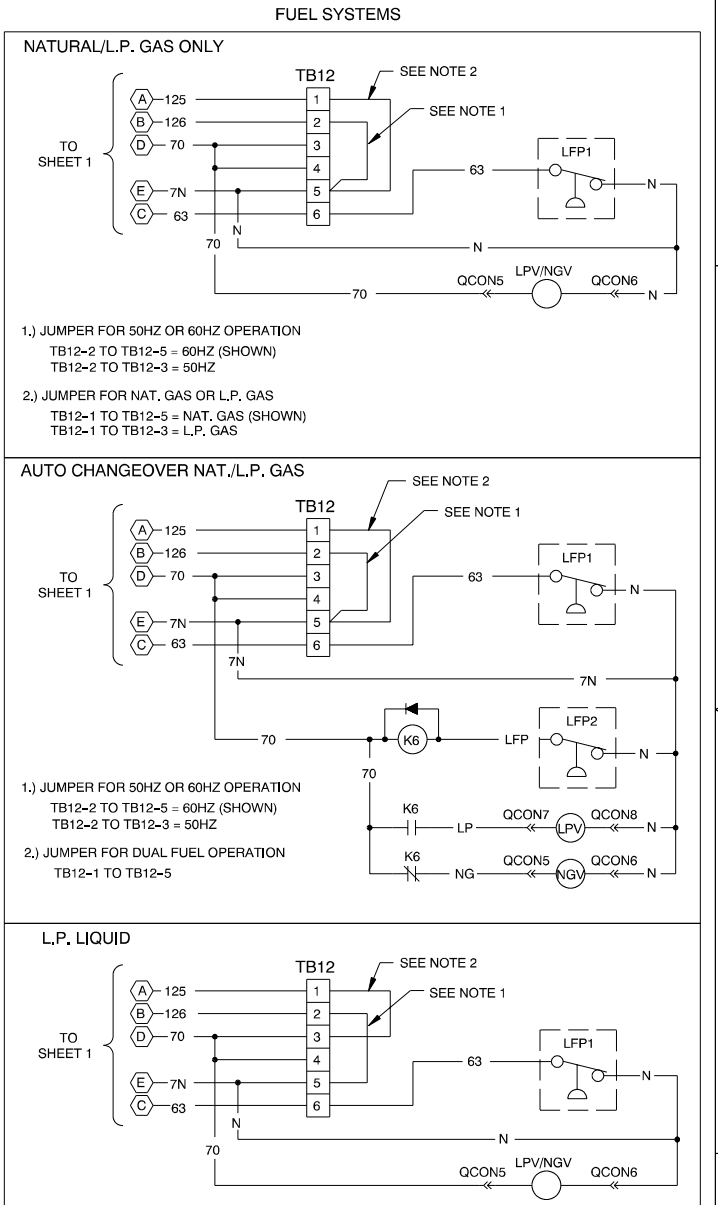 FUEL SYSTEMS
NATURAL/L.P. GAS ONLY
TB12
SEE NOTE 2
SEE NOTE 1
TO
SHEET 1
A 125 1
B 126 2
D 70 3
4
E 7N 5
C 63 6
63
LFP1
N
N
70
N
QCON5
LPV/NGV
QCON6
70
N
1.) JUMPER FOR 50HZ OR 60HZ OPERATION
TB12-2 TO TB12-5 = 60HZ (SHOWN)
TB12-2 TO TB12-3 = 50HZ
2.) JUMPER FOR NAT. GAS OR L.P. GAS
TB12-1 TO TB12-5 = NAT. GAS (SHOWN)
TB12-1 TO TB12-3 = L.P. GAS
AUTO CHANGEOVER NAT./L.P. GAS
TB12
SEE NOTE 2
SEE NOTE 1
TO
SHEET 1
A 125 1
B 126 2
D 70 3
4
E 7N 5
C 63 6
63
LFP1
N
7N
7N
70
K6
LFP
LFP2
N
70
K6
LP
QCON7
LPV
QCON8
N
K6
NG
QCON5
NGV
QCON6
N
1.) JUMPER FOR 50HZ OR 60HZ OPERATION
TB12-2 TO TB12-5 = 60HZ (SHOWN)
TB12-2 TO TB12-3 = 50HZ
2.) JUMPER FOR DUAL FUEL OPERATION
TB12-1 TO TB12-5
L.P. LIQUID
TB12
SEE NOTE 2
SEE NOTE 1
TO
SHEET 1
A 125 1
B 126 2
D 70 3
4
E 7N 5
C 63 6
63
LFP1
N
N
N
70
QCON5
LPV/NGV
QCON6